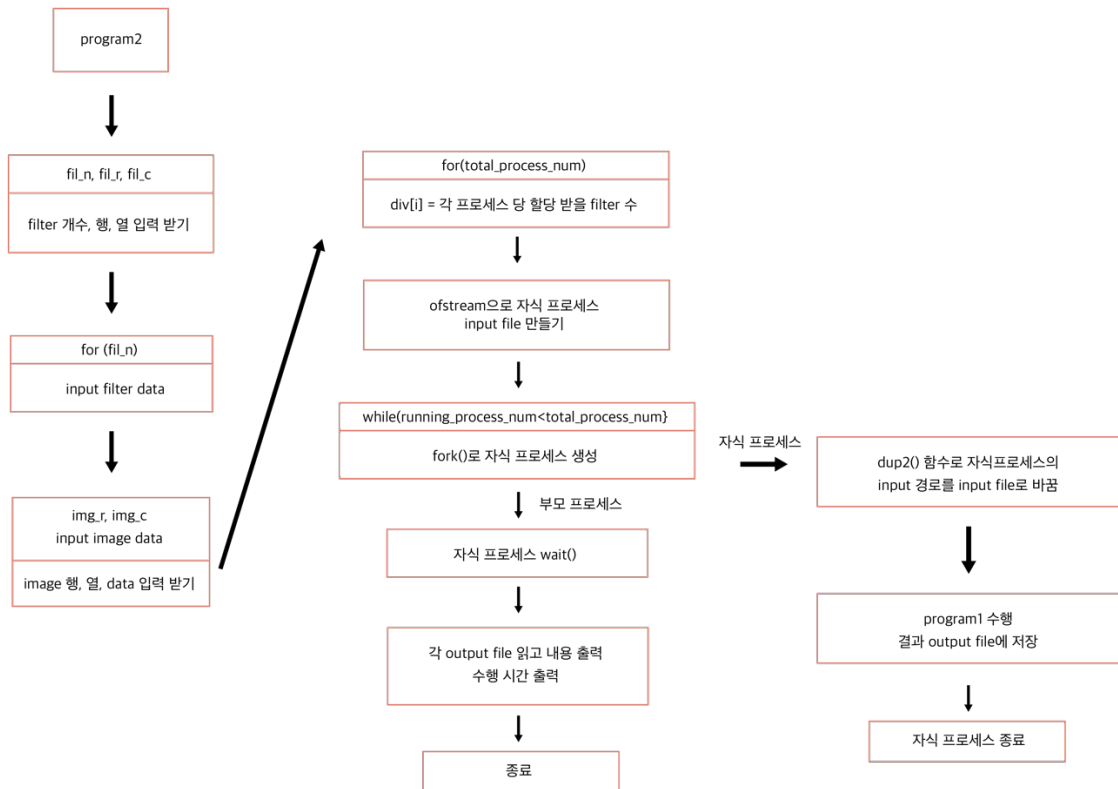 program2
fil_n, fil_r, fil_c
filter 개수, 행, 열 입력 받기
for (fil_n)
input filter data
img_r, img_c
input image data
image 행, 열, data 입력 받기
for(total_process_num)
div[i] = 각 프로세스 당 할당 받을 filter 수
ofstream으로 자식 프로세스
input file 만들기
while(running_process_num<total_process_num}
fork()로 자식 프로세스 생성
부모 프로세스
자식 프로세스 wait()
각 output file 읽고 내용 출력
수행 시간 출력
종료
자식 프로세스
dup2() 함수로 자식프로세스의
input 경로를 input file로 바꿈
program1 수행
결과 output file에 저장
자식 프로세스 종료